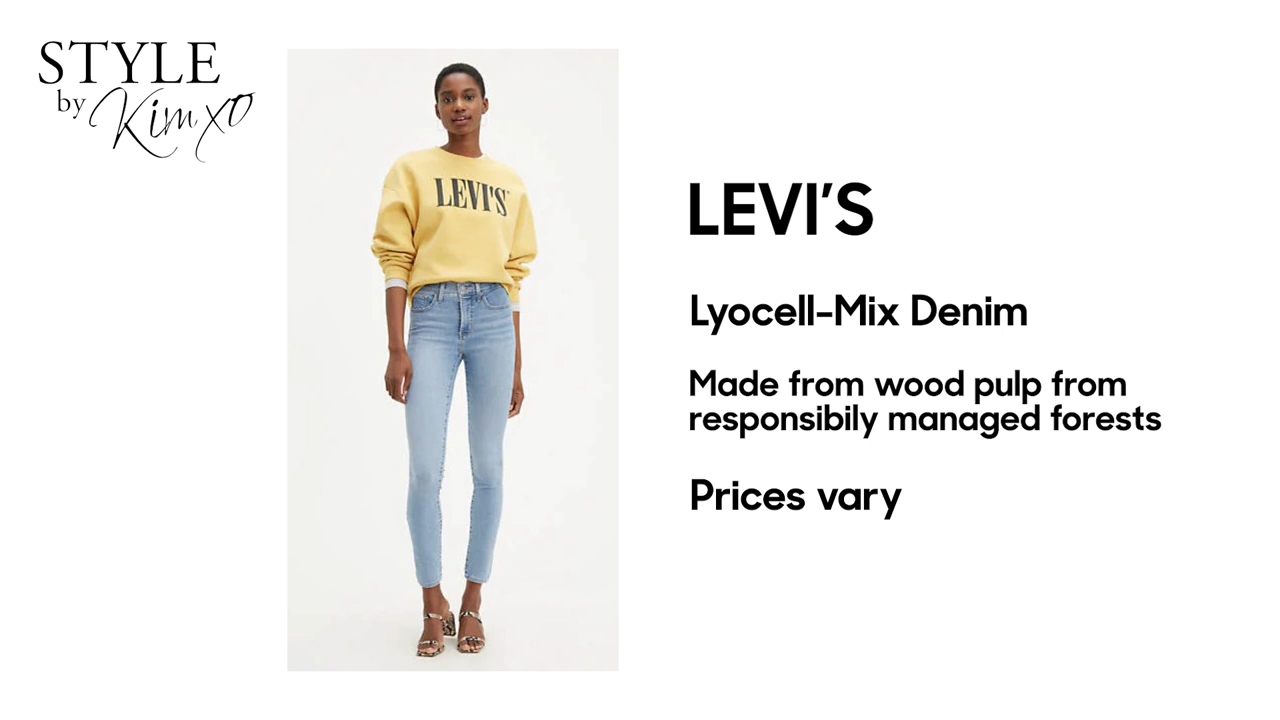 STYLE
by Kim xo
LEVI'S
LEVI'S
Lyocell-Mix Denim
Made from wood pulp from
responsibily managed forests
Prices vary